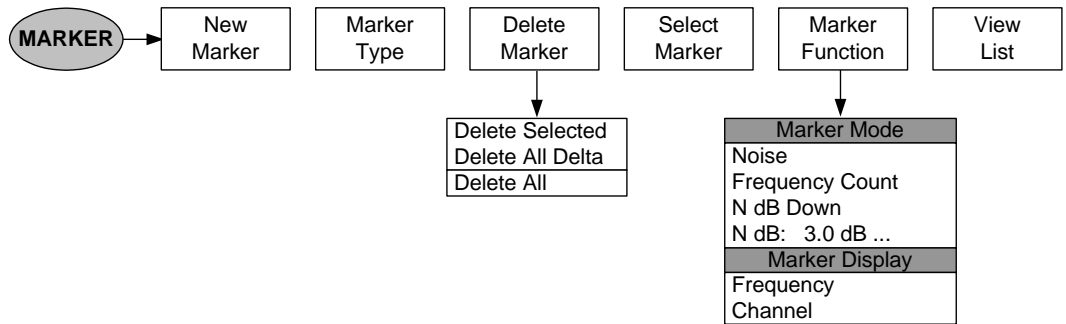 MARKER
New
Marker
Marker
Type
Delete
Marker
Select
Marker
Marker
Function
View
List
Delete Selected
Delete All Delta
Delete All
Marker Mode
Noise
Frequency Count
N dB Down
N dB: 3.0 dB ...
Marker Display
Frequency
Channel